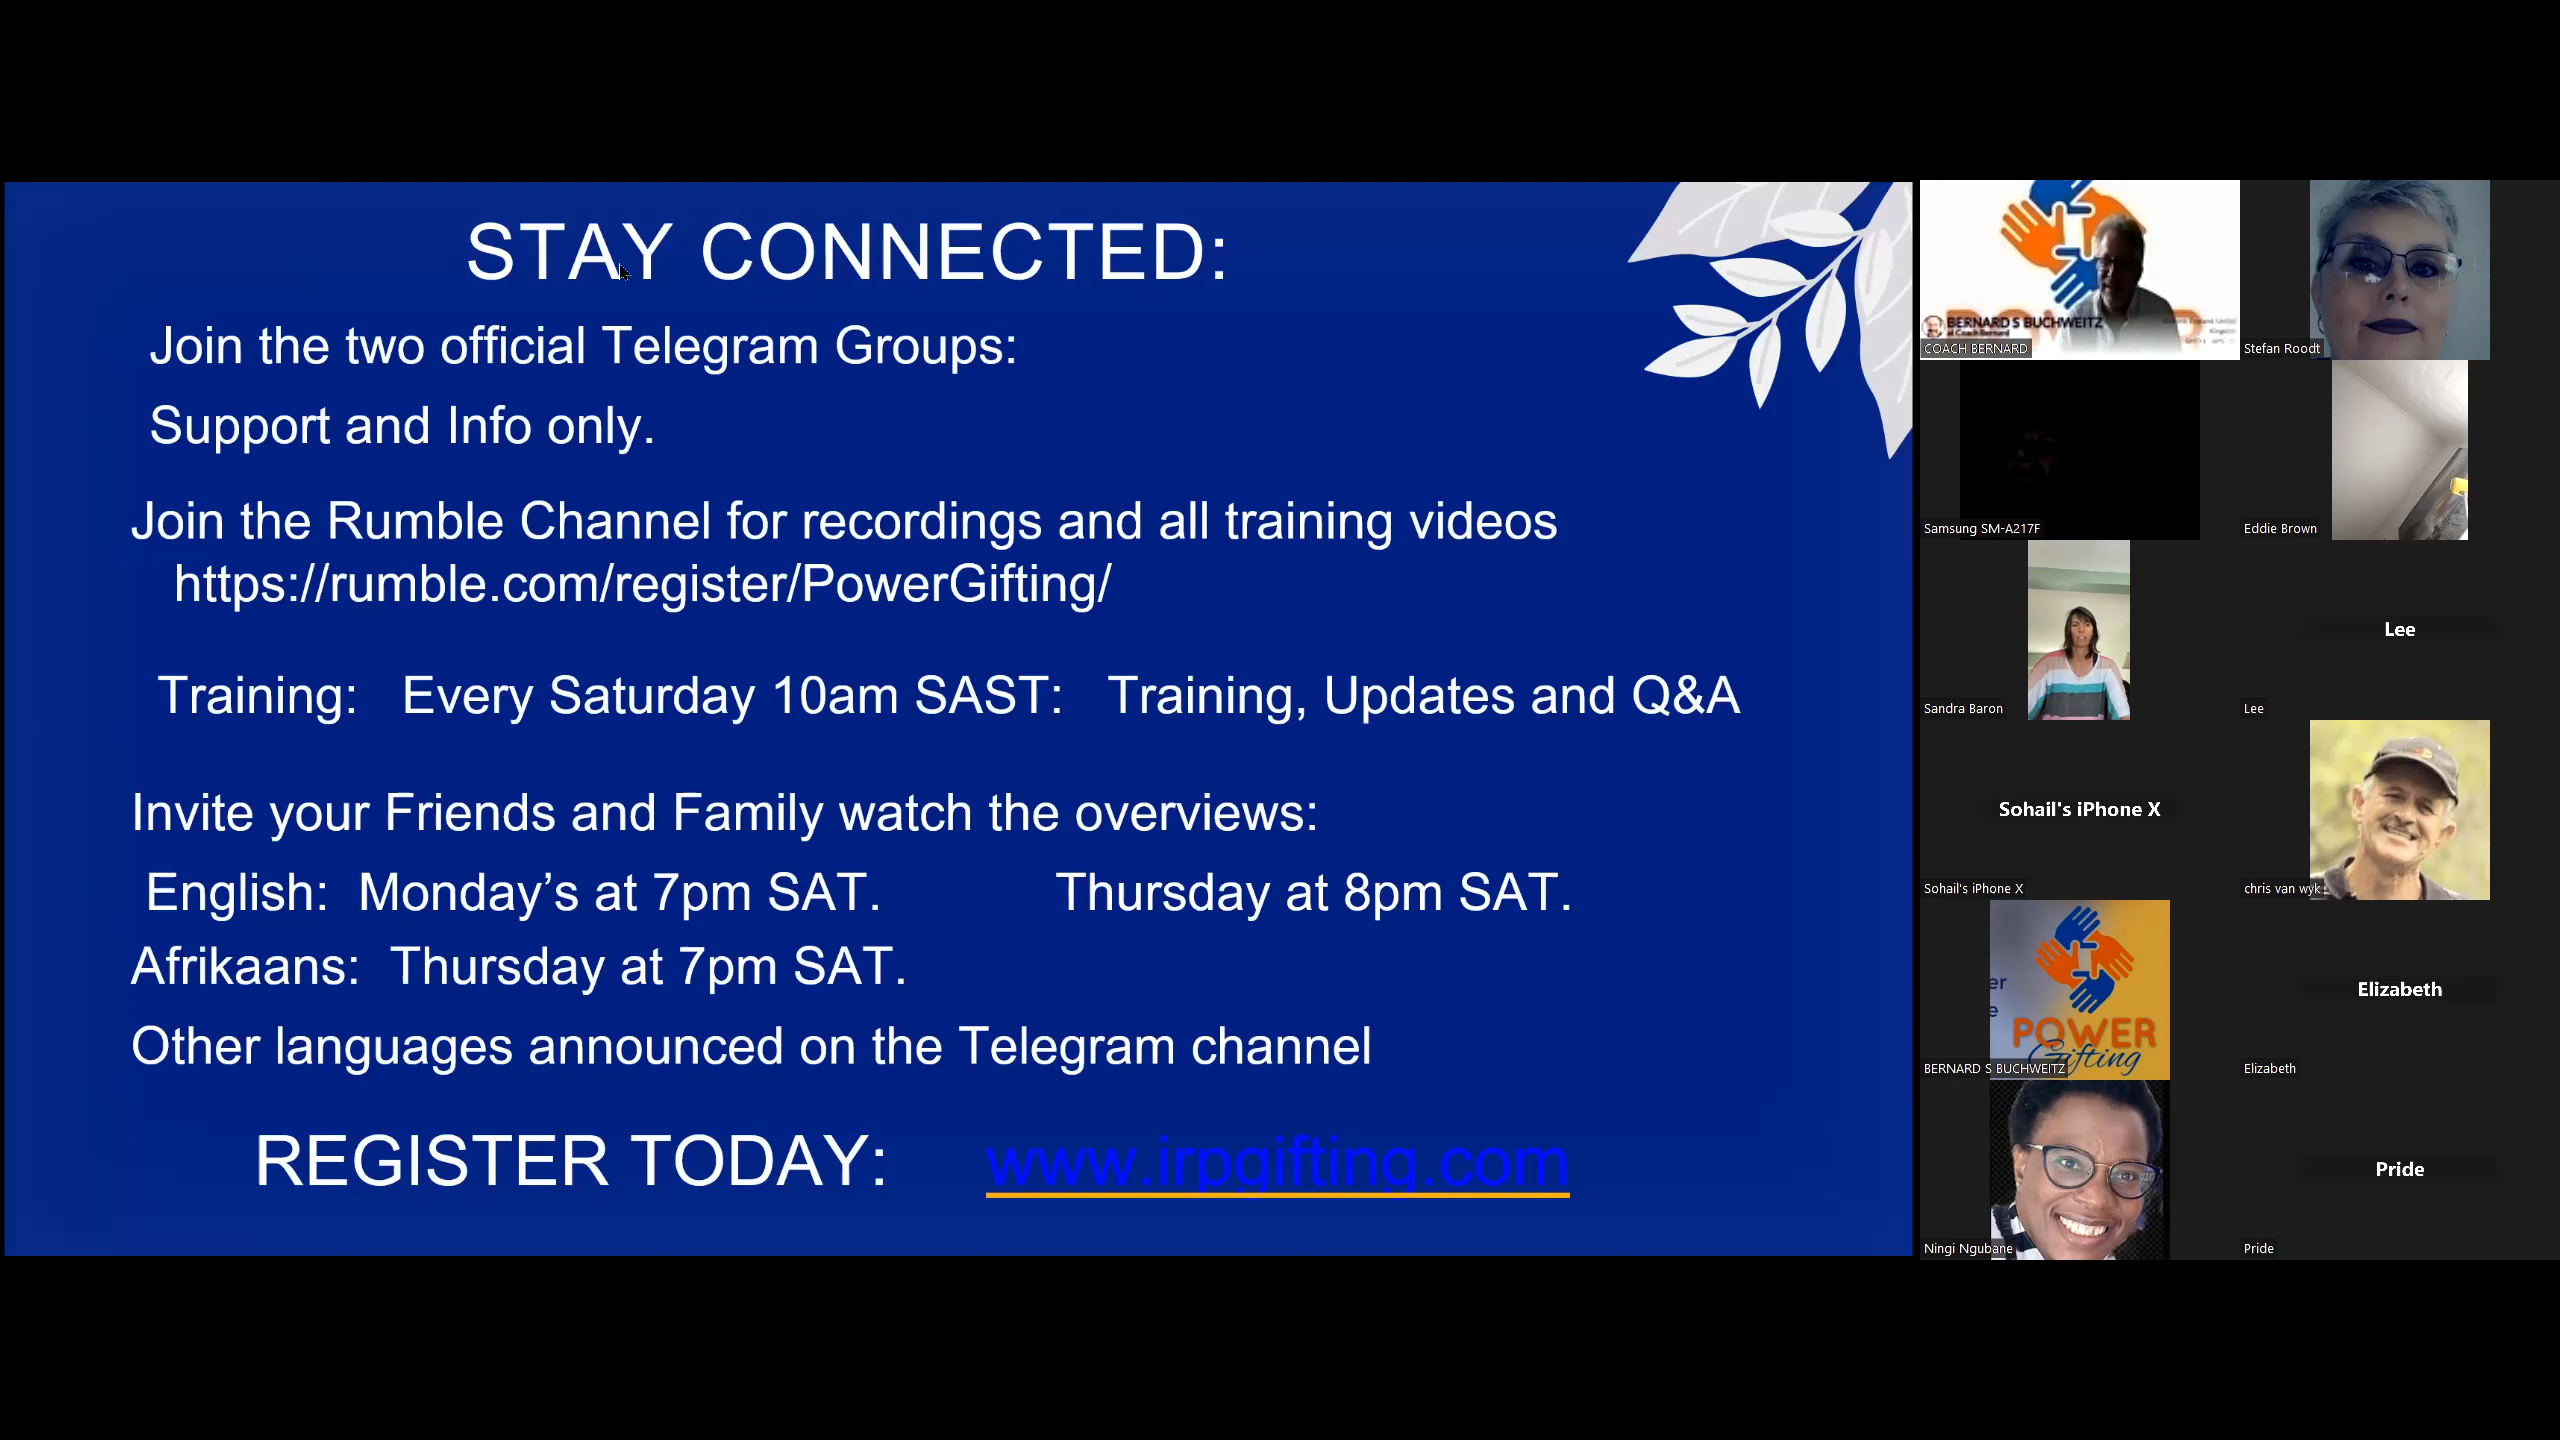 STAY CONNECTED:
Join the two official Telegram Groups:
Support and Info only.
Join the Rumble Channel for recordings and all training videos
https://rumble.com/register/PowerGifting/
Training: Every Saturday 10am SAST: Training, Updates and Q&A
Invite your Friends and Family watch the overviews:
English: Monday’s at 7pm SAT. Thursday at 8pm SAT.
Afrikaans: Thursday at 7pm SAT.
Other languages announced on the Telegram channel
REGISTER TODAY: www.irpgifting.com
BERNARD S BUCHWEITZ
at Coach Bernard
COACH BERNARD
Stefan Roodt
Samsung SM-A217F
Eddie Brown
Sandra Baron
Lee
Lee
Sohail's iPhone X
Sohail's iPhone X
chris van wyk
er
e
POWER
Gifting
BERNARD S BUCHWEITZ
Elizabeth
Elizabeth
Ningi Ngubane
Pride
Pride